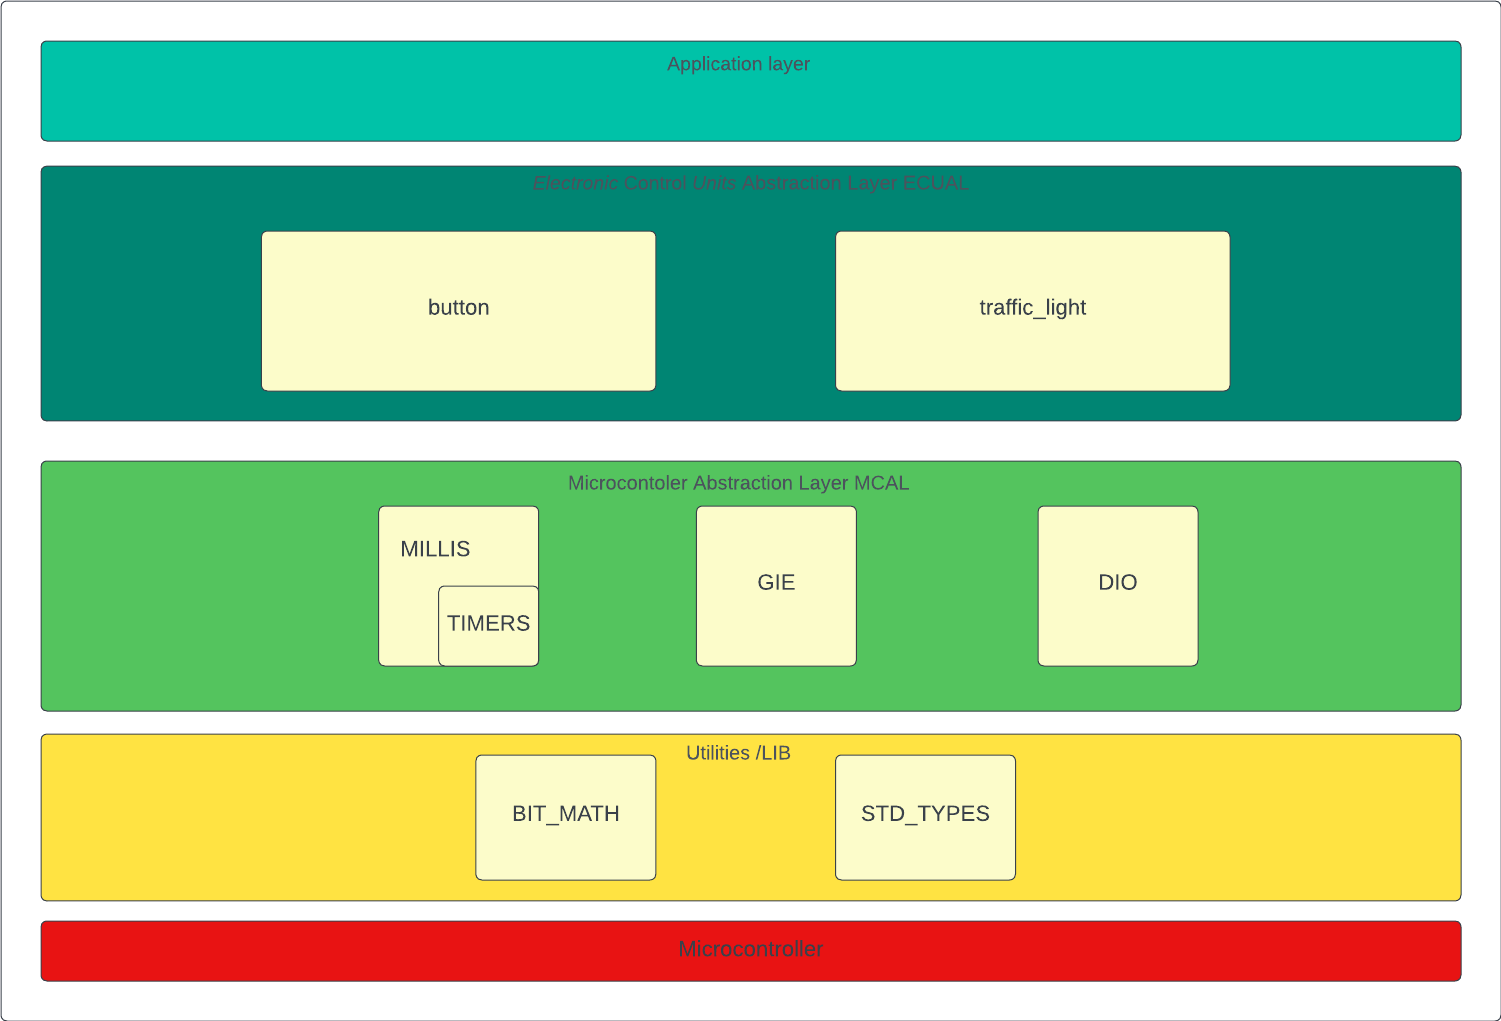 Application layer
Electronic Control Units Abstraction Layer ECUAL
button
traffic_light
Microcontoler Abstraction Layer MCAL
MILLIS
TIMERS
GIE
DIO
Utilities /LIB
BIT_MATH
STD_TYPES
Microcontroller